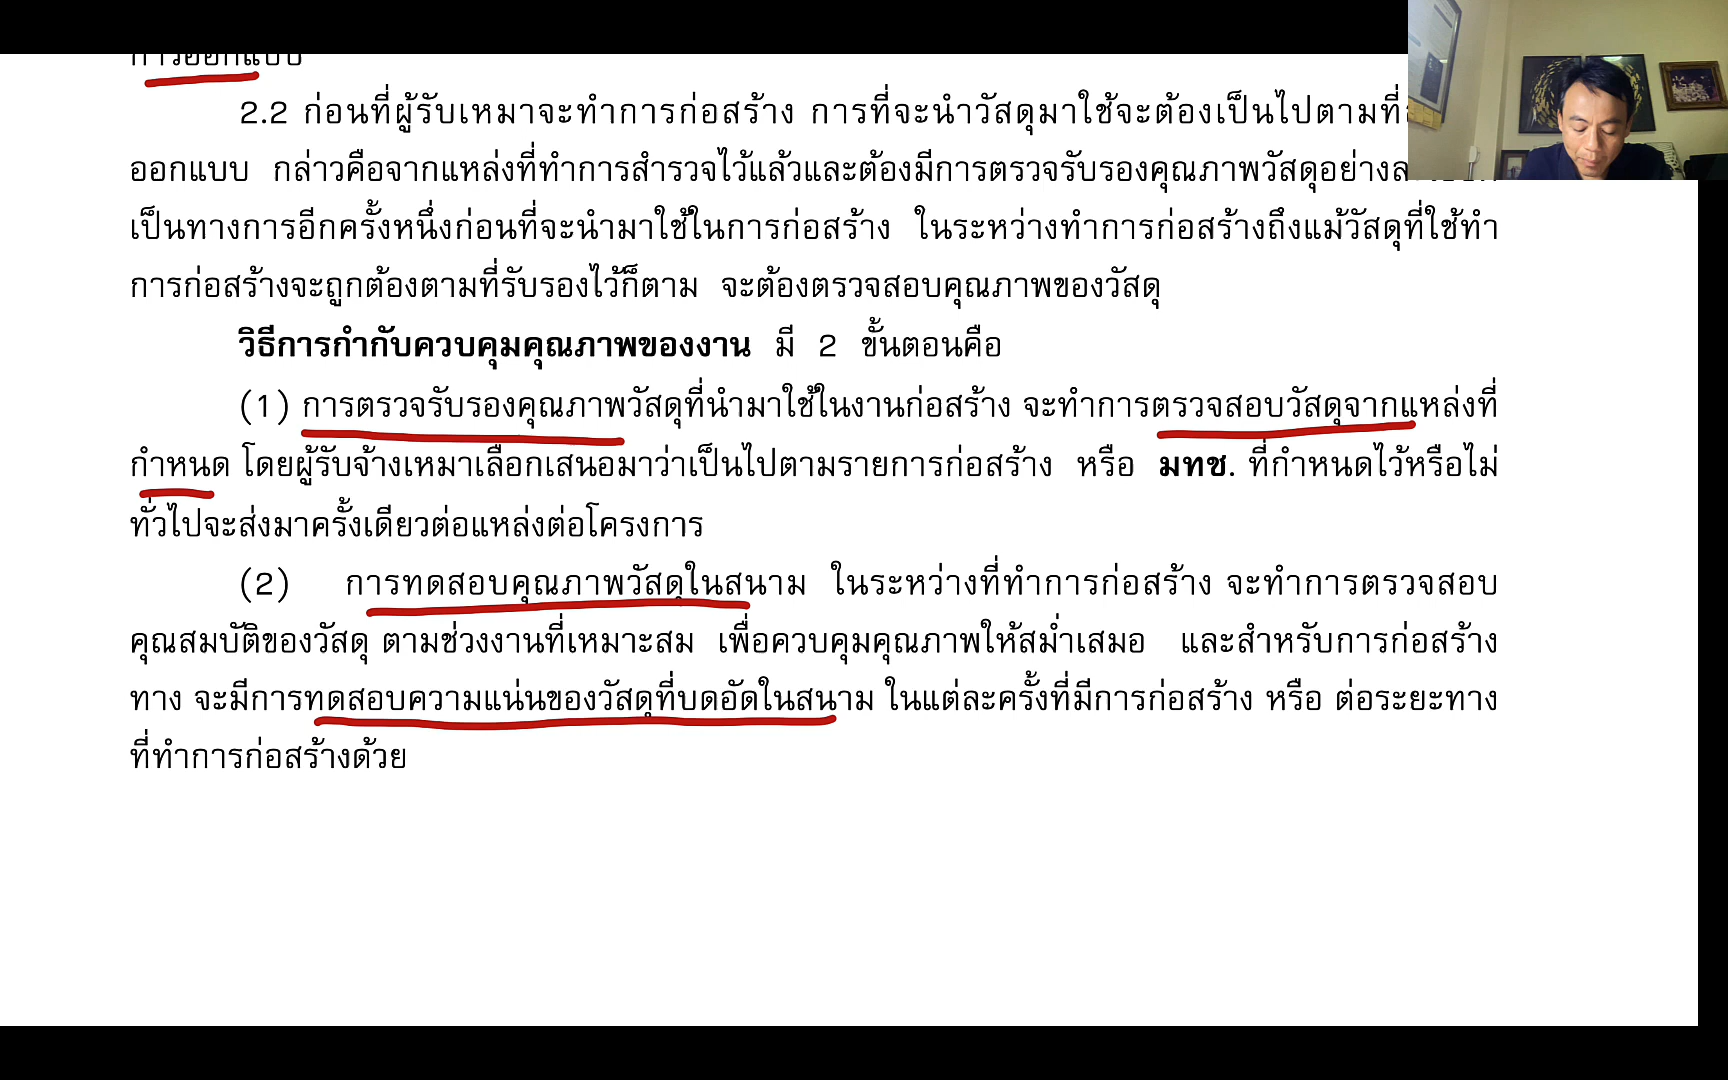 การออกแบบ
2.2 ก่อนที่ผู้รับเหมาจะทำการก่อสร้าง การที่จะนำวัสดุมาใช้จะต้องเป็นไปตามที่
ออกแบบ กล่าวคือจากแหล่งที่ทำการสำรวจไว้แล้วและต้องมีการตรวจรับรองคุณภาพวัสดุอย่าง
เป็นทางการอีกครั้งหนึ่งก่อนที่จะนำมาใช้ในการก่อสร้าง ในระหว่างทำการก่อสร้างถึงแม้วัสดุที่ใช้ทำ
การก่อสร้างจะถูกต้องตามที่รับรองไว้ก็ตาม จะต้องตรวจสอบคุณภาพของวัสดุ
วิธีการกำกับควบคุมคุณภาพของงาน มี 2 ขั้นตอนคือ
(1) การตรวจรับรองคุณภาพวัสดุที่นำมาใช้ในงานก่อสร้าง จะทำการตรวจสอบวัสดุจากแหล่งที่
กำหนด โดยผู้รับจ้างเหมาเลือกเสนอมาว่าเป็นไปตามรายการก่อสร้าง หรือ มทช. ที่กำหนดไว้หรือไม่
ทั่วไปจะส่งมาครั้งเดียวต่อแหล่งต่อโครงการ
(2) การทดสอบคุณภาพวัสดุในสนาม ในระหว่างที่ทำการก่อสร้าง จะทำการตรวจสอบ
คุณสมบัติของวัสดุ ตามช่วงงานที่เหมาะสม เพื่อควบคุมคุณภาพให้สม่ำเสมอ และสำหรับการก่อสร้าง
ทาง จะมีการทดสอบความแน่นของวัสดุที่บดอัดในสนาม ในแต่ละครั้งที่มีการก่อสร้าง หรือ ต่อระยะทาง
ที่ทำการก่อสร้างด้วย